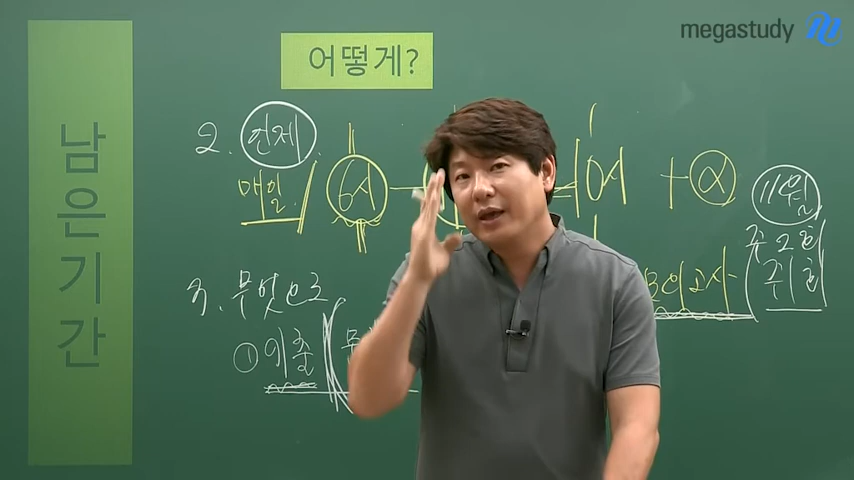 megastudy
어떻게?
남은기간
2. 언제
매일
6시
+ α
11월
주 2회
3. 무엇으로
① 기출
모의고사